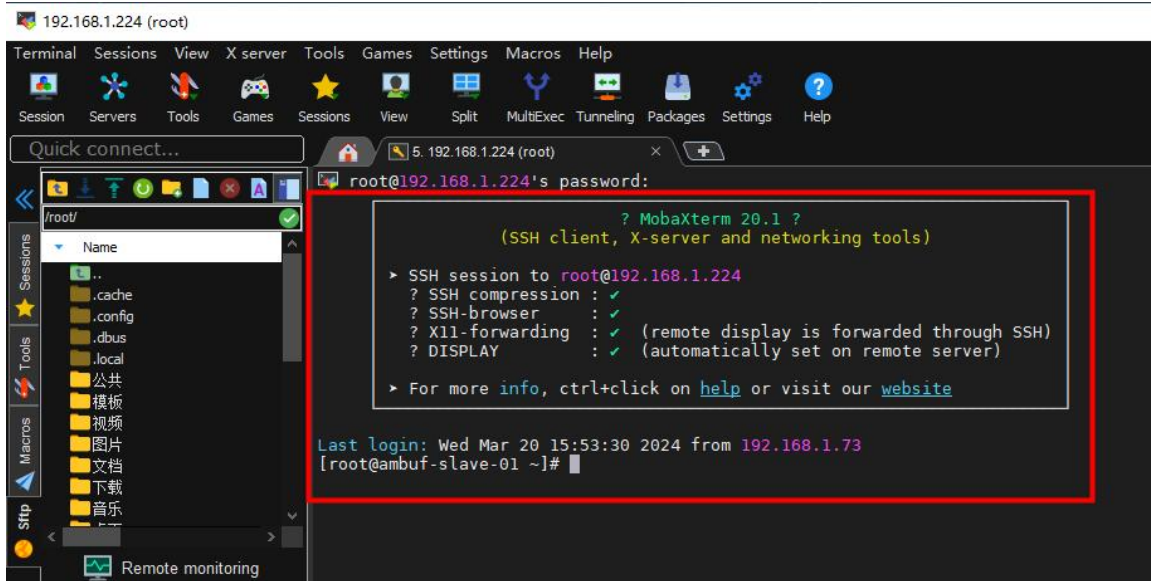 192.168.1.224 (root)
Terminal Sessions View X server Tools Games Settings Macros Help
Session Servers Tools Games Sessions View Split MultiExec Tunneling Packages Settings Help
Quick connect...
5. 192.168.1.224 (root)
/root/
Name
..
.cache
.config
.dbus
.local
公共
模板
视频
图片
文档
下载
音乐
Sessions
Tools
Macros
Sftp
Remote monitoring
root@192.168.1.224's password:
? MobaXterm 20.1 ?
(SSH client, X-server and networking tools)
➤ SSH session to root@192.168.1.224
? SSH compression : ✔
? SSH-browser : ✔
? X11-forwarding : ✔ (remote display is forwarded through SSH)
? DISPLAY : ✔ (automatically set on remote server)
➤ For more info, ctrl+click on help or visit our website
Last login: Wed Mar 20 15:53:30 2024 from 192.168.1.73
[root@ambuf-slave-01 ~]#